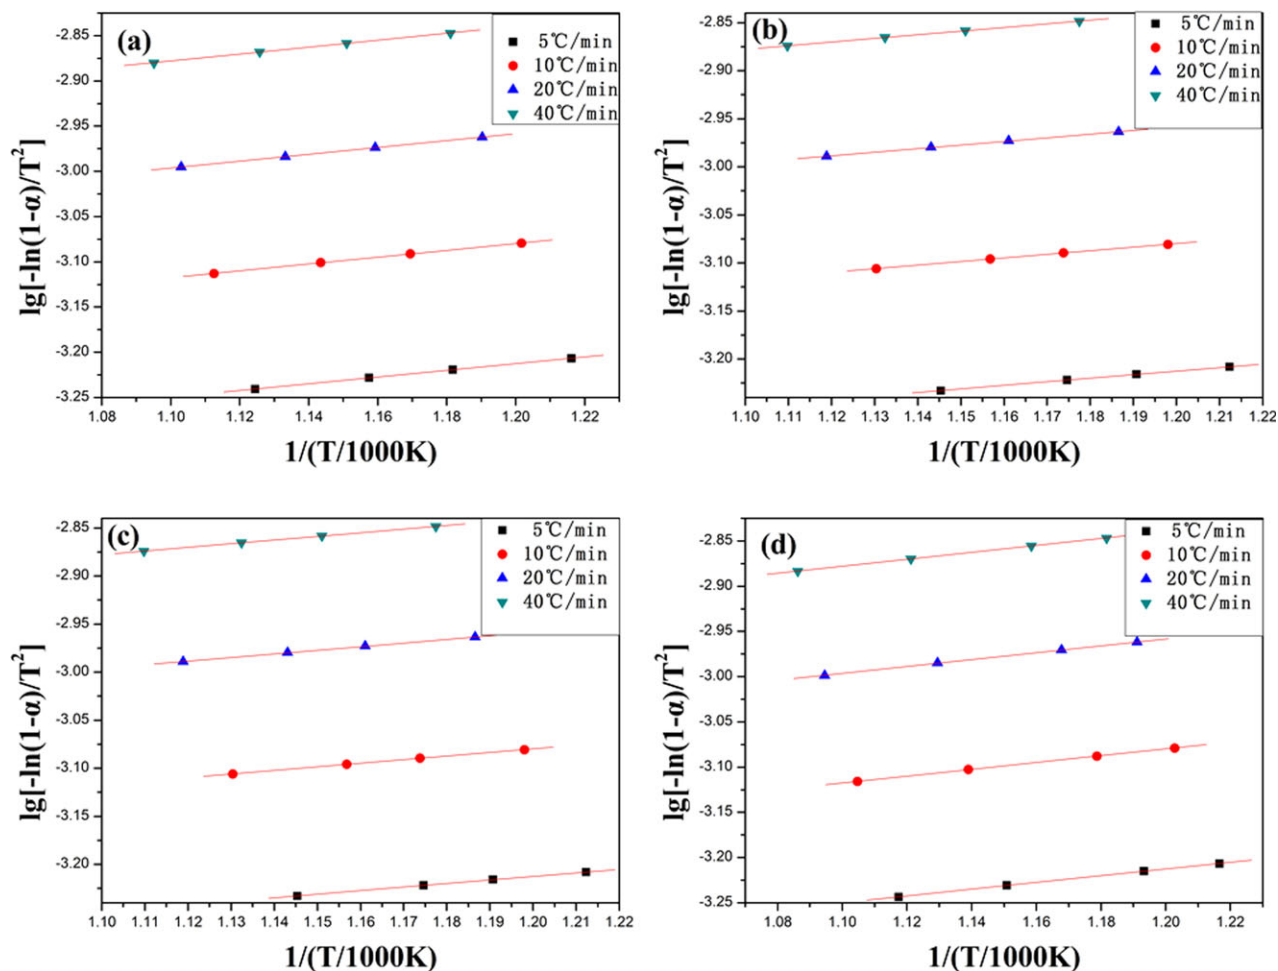 (a)
5℃/min
10℃/min
20℃/min
40℃/min
lg[-ln(1-α)/T²]
-2.85
-2.90
-2.95
-3.00
-3.05
-3.10
-3.15
-3.20
-3.25
1.08 1.10 1.12 1.14 1.16 1.18 1.20 1.22
1/(T/1000K)
(b)
5℃/min
10℃/min
20℃/min
40℃/min
lg[-ln(1-α)/T²]
-2.85
-2.90
-2.95
-3.00
-3.05
-3.10
-3.15
-3.20
1.10 1.11 1.12 1.13 1.14 1.15 1.16 1.17 1.18 1.19 1.20 1.21 1.22
1/(T/1000K)
(c)
5℃/min
10℃/min
20℃/min
40℃/min
lg[-ln(1-α)/T²]
-2.85
-2.90
-2.95
-3.00
-3.05
-3.10
-3.15
-3.20
1.10 1.11 1.12 1.13 1.14 1.15 1.16 1.17 1.18 1.19 1.20 1.21 1.22
1/(T/1000K)
(d)
5℃/min
10℃/min
20℃/min
40℃/min
lg[-ln(1-α)/T²]
-2.85
-2.90
-2.95
-3.00
-3.05
-3.10
-3.15
-3.20
-3.25
1.08 1.10 1.12 1.14 1.16 1.18 1.20 1.22
1/(T/1000K)